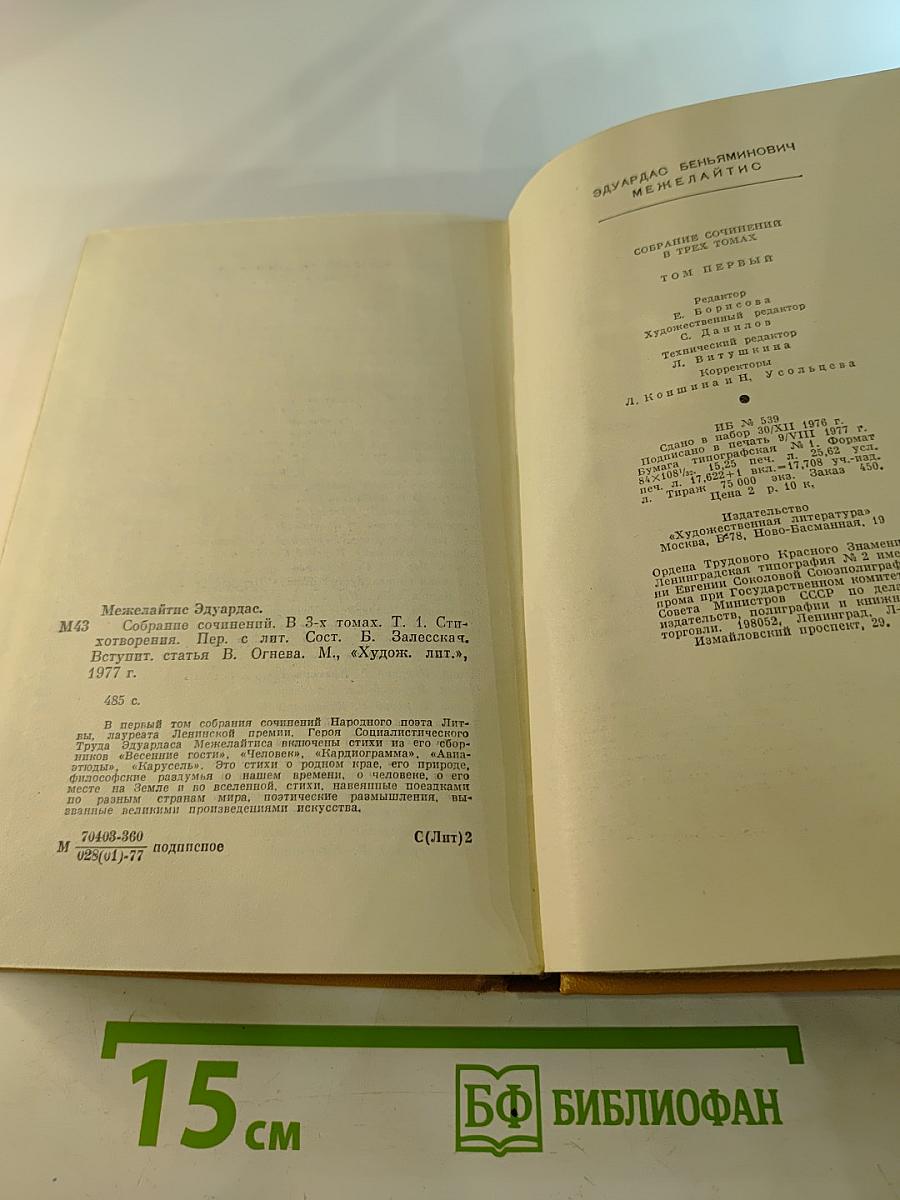 Межелайтис Эдуардас.
М43 Собрание сочинений. В 3-х томах. Т. 1. Сти-
хотворения. Пер. с лит. Сост. Б. Залесская.
Вступит. статья В. Огнева. М., «Худож. лит.»,
1977 г.
485 с.
В первый том собрания сочинений Народного поэта Лит-
вы, лауреата Ленинской премии, Героя Социалистического
Труда Эдуардаса Межелайтиса включены стихи из его сбор-
ников «Весенние гости», «Человек», «Кардиограмма», «Авиа-
этюды», «Карусель». Это стихи о родном крае, его природе,
философские раздумья о нашем времени, о человеке, о его
месте на Земле и во вселенной, стихи, навеянные поездками
по разным странам мира, поэтические размышления, вы-
званные великими произведениями искусства.
М 70403-360
028(01)-77 подписное С(Лит)2
ЭДУАРДАС БЕНЬЯМИНОВИЧ
МЕЖЕЛАЙТИС
СОБРАНИЕ СОЧИНЕНИЙ
В ТРЕХ ТОМАХ
ТОМ ПЕРВЫЙ
Редактор
Е. Борисова
Художественный редактор
С. Данилов
Технический редактор
Л. Витушкина
Корректоры
Л. Коншина и Н. Усольцева
ИБ № 539
Сдано в набор 30/XII 1976 г.
Подписано в печать 9/VIII 1977 г.
Бумага типографская № 1. Формат
84×108¹/₃₂. 15,25 печ. л. 25,62 усл.
печ. л. 17,622+1 вкл.=17,708 уч.-изд.
л. Тираж 75 000 экз. Заказ 450.
Цена 2 р. 10 к.
Издательство
«Художественная литература»
Москва, Б-78, Ново-Басманная, 19
Ордена Трудового Красного Знамени
Ленинградская типография № 2 име
ни Евгении Соколовой Союзполиграф
прома при Государственном комитет
Совета Министров СССР по дела
издательств, полиграфии и книжн
торговли. 198052, Ленинград, Л-
Измайловский проспект, 29.
15 см
БФ БИБЛИОФАН